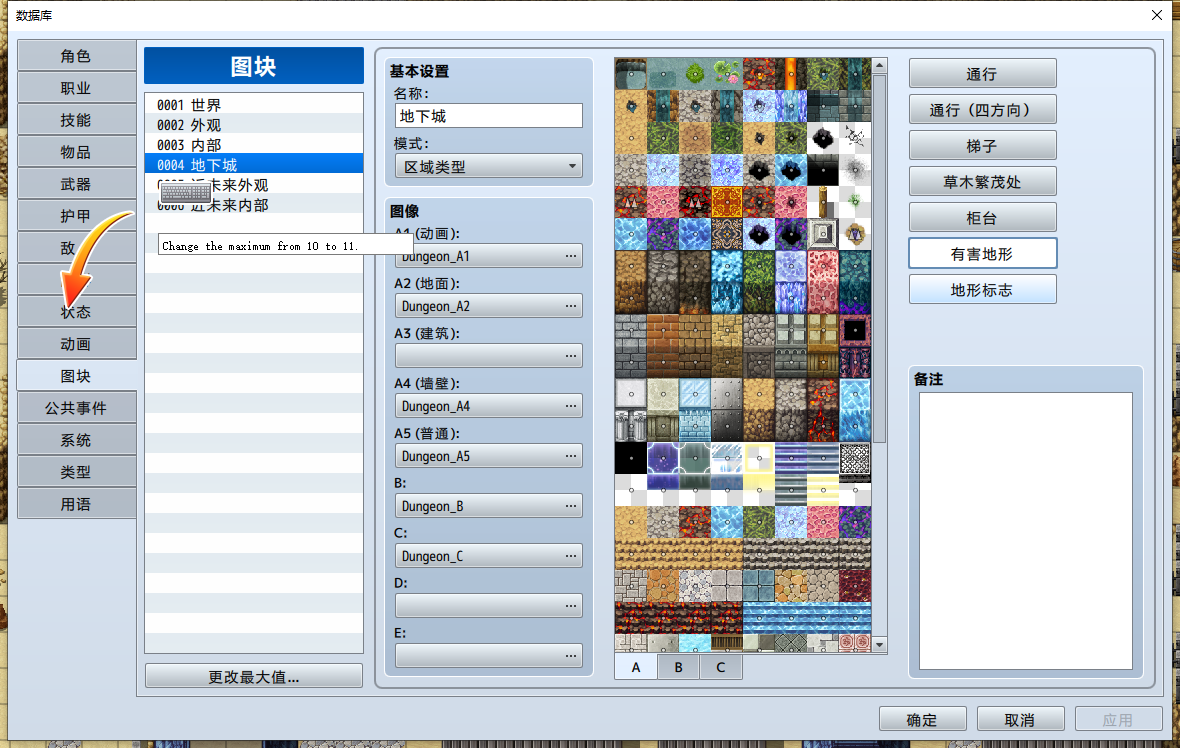 数据库
角色
职业
技能
物品
武器
护甲
敌
状态
动画
图块
公共事件
系统
类型
用语
图块
0001 世界
0002 外观
0003 内部
0004 地下城
近未来外观
近未来内部
Change the maximum from 10 to 11.
更改最大值...
基本设置
名称:
地下城
模式:
区域类型
图像
A1 (动画):
Dungeon_A1
...
A2 (地面):
Dungeon_A2
...
A3 (建筑):
...
A4 (墙壁):
Dungeon_A4
...
A5 (普通):
Dungeon_A5
...
B:
Dungeon_B
...
C:
Dungeon_C
...
D:
...
E:
...
A
B
C
通行
通行（四方向）
梯子
草木繁茂处
柜台
有害地形
地形标志
备注
确定
取消
应用